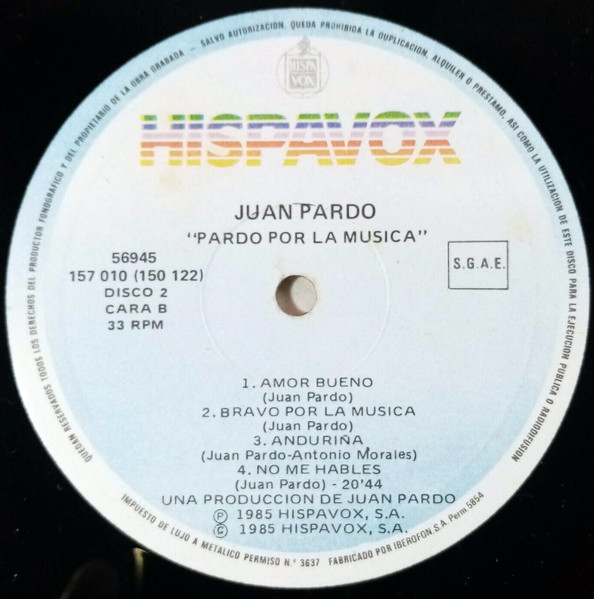 QUEDAN RESERVADOS TODOS LOS DERECHOS DEL PRODUCTOR FONOGRAFICO Y DEL PROPIETARIO DE LA OBRA GRABADA - SALVO AUTORIZACION, QUEDA PROHIBIDA LA DUPLICACION, ALQUILER O PRESTAMO, ASI COMO LA UTILIZACION DE ESTE DISCO PARA LA EJECUCION PUBLICA O RADIODIFUSION
HISPA
VOX
HISPAVOX
JUAN PARDO
"PARDO POR LA MUSICA"
56945
157 010 (150 122)
DISCO 2
CARA B
33 RPM
S.G.A.E.
1. AMOR BUENO
(Juan Pardo)
2. BRAVO POR LA MUSICA
(Juan Pardo)
3. ANDURIÑA
(Juan Pardo-Antonio Morales)
4. NO ME HABLES
(Juan Pardo) - 20'44
UNA PRODUCCION DE JUAN PARDO
Ⓟ 1985 HISPAVOX, S.A.
© 1985 HISPAVOX, S.A.
IMPUESTO DE LUJO A METALICO PERMISO N.º 3637 FABRICADO POR IBEROFON, S.A. Perm 5854